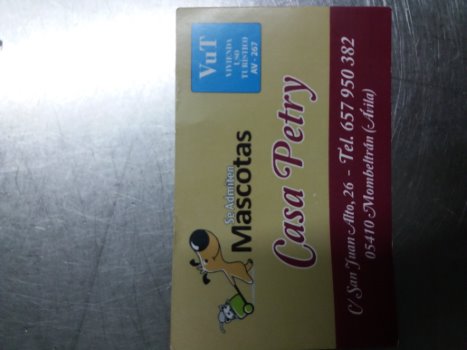 VuT
VIVIENDA
USO
TURISTICO
AV - 267
Se Admiten
Mascotas
Casa Petry
C/ San Juan Alto, 26 - Tel. 657 950 382
05410 Mombeltrán (Ávila)